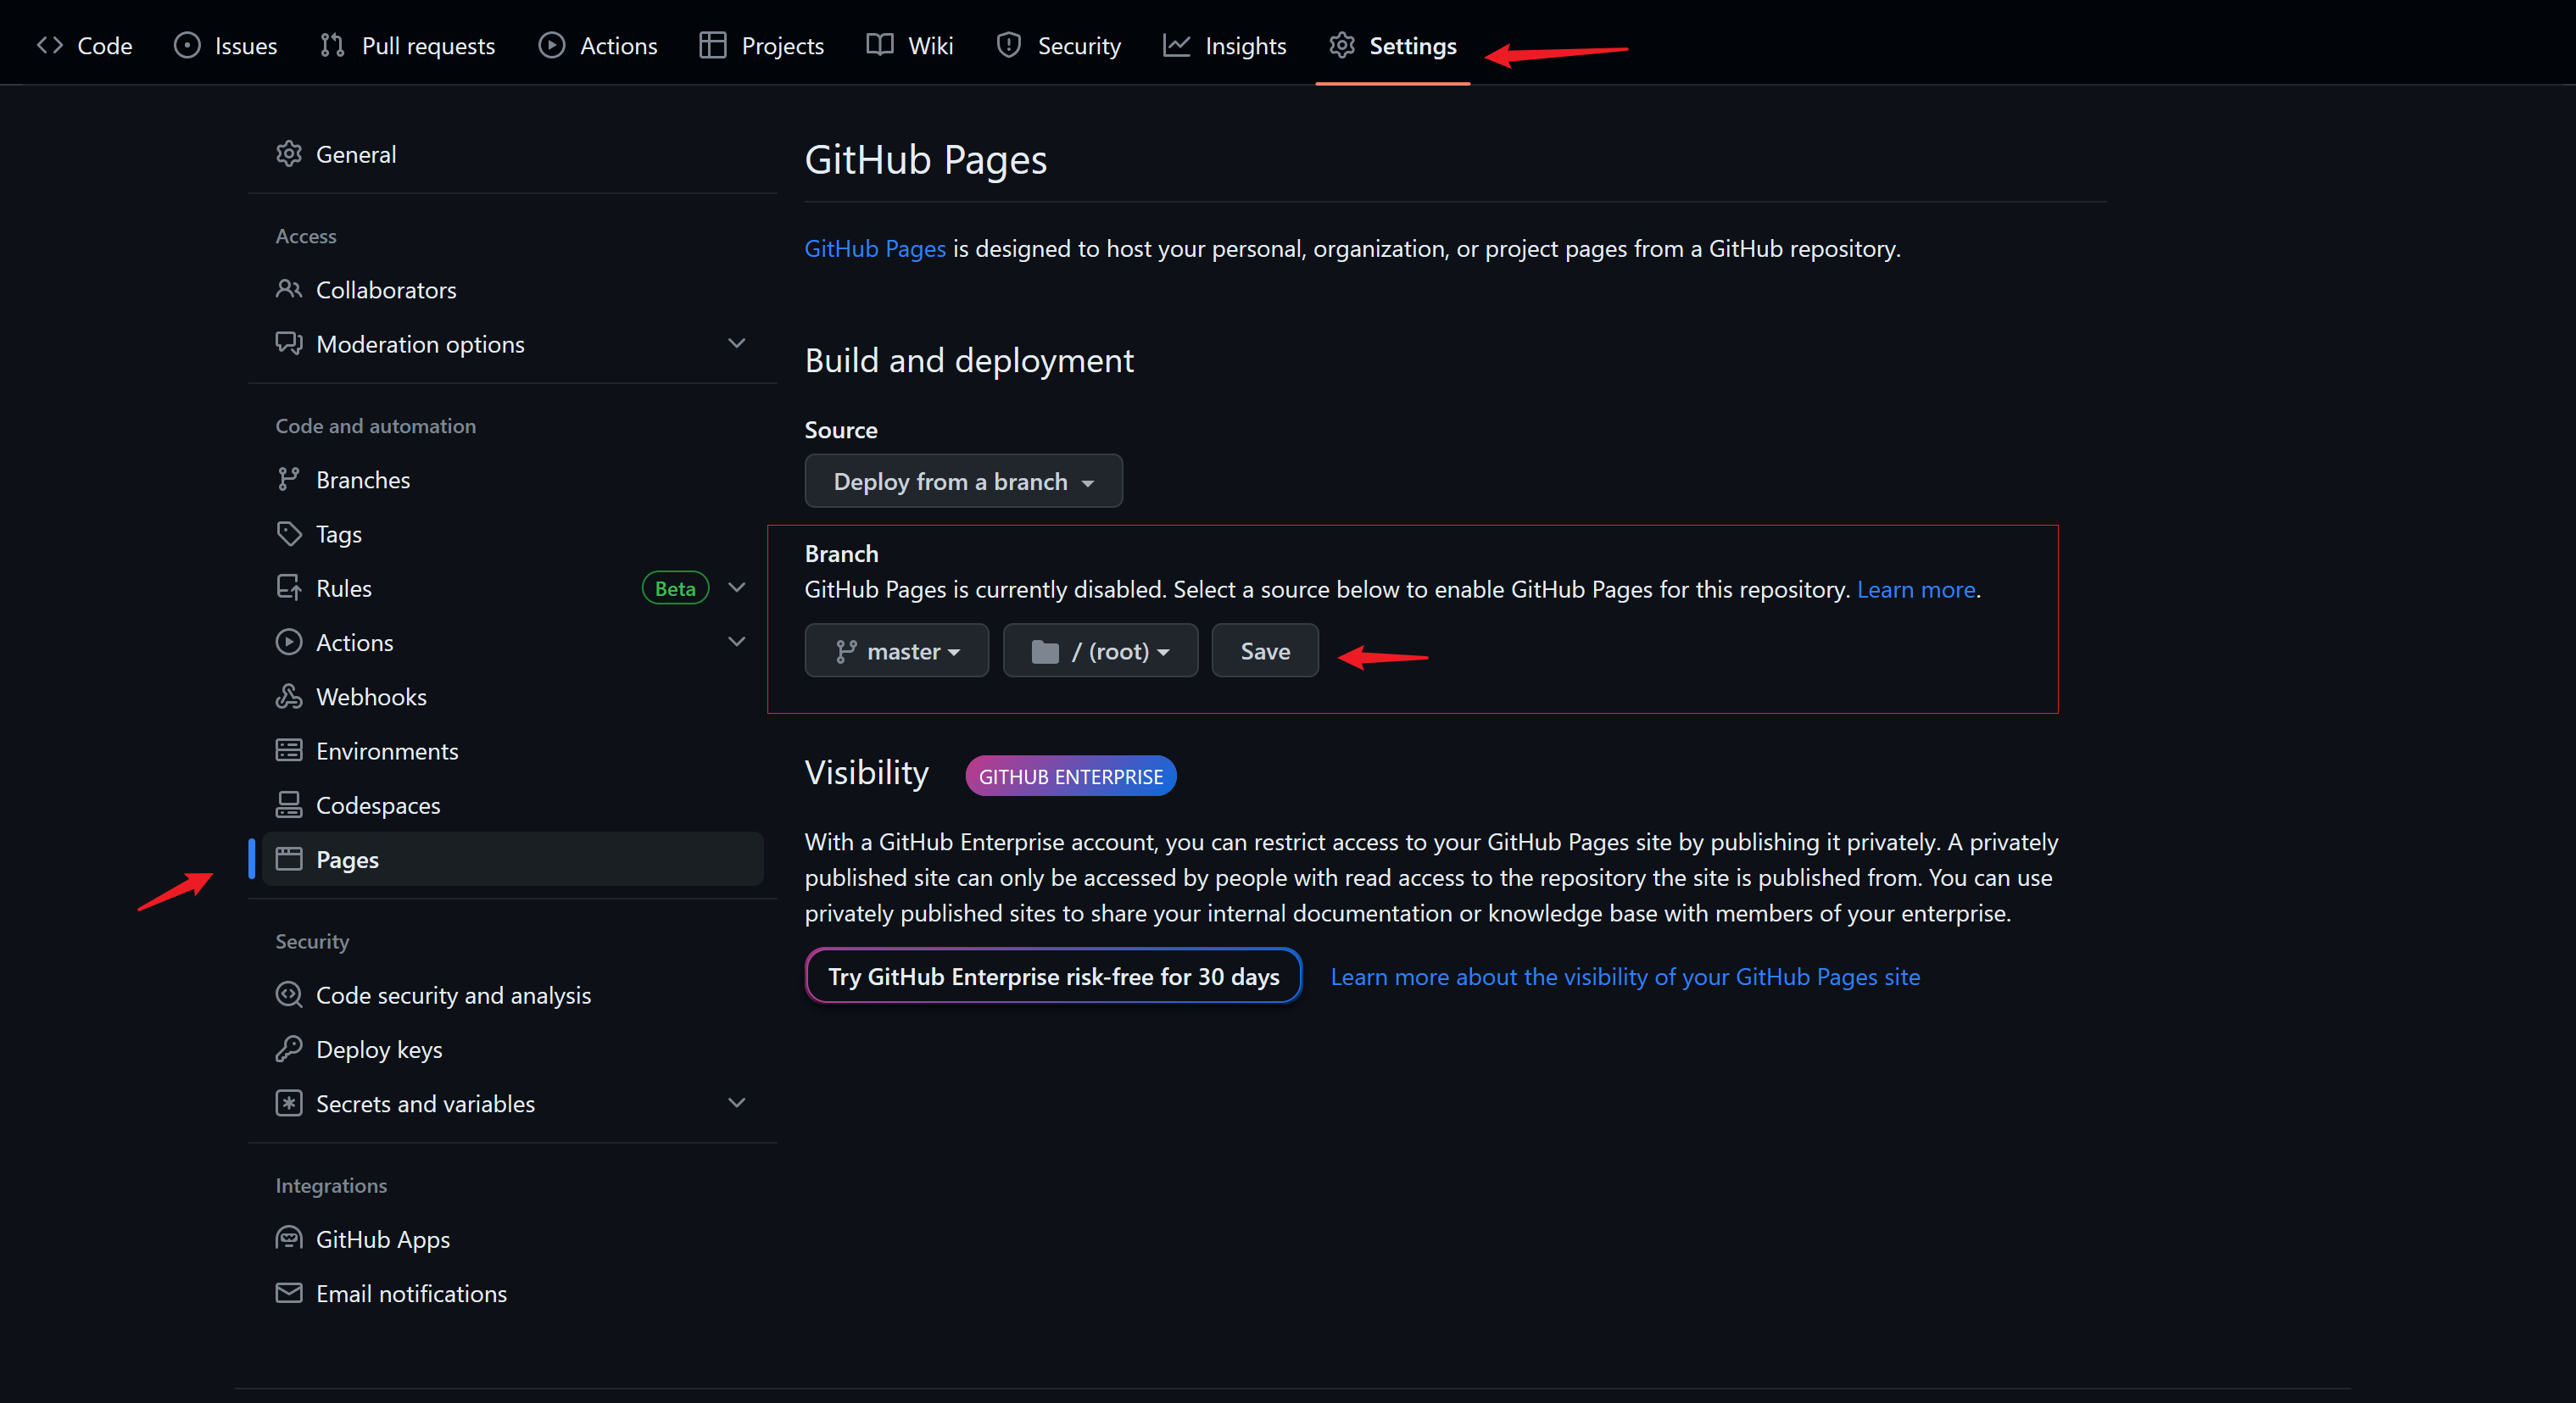 Code
Issues
Pull requests
Actions
Projects
Wiki
Security
Insights
Settings
General
Access
Collaborators
Moderation options
Code and automation
Branches
Tags
Rules
Beta
Actions
Webhooks
Environments
Codespaces
Pages
Security
Code security and analysis
Deploy keys
Secrets and variables
Integrations
GitHub Apps
Email notifications
GitHub Pages
GitHub Pages is designed to host your personal, organization, or project pages from a GitHub repository.
Build and deployment
Source
Deploy from a branch
Branch
GitHub Pages is currently disabled. Select a source below to enable GitHub Pages for this repository. Learn more.
master
/ (root)
Save
Visibility
GITHUB ENTERPRISE
With a GitHub Enterprise account, you can restrict access to your GitHub Pages site by publishing it privately. A privately
published site can only be accessed by people with read access to the repository the site is published from. You can use
privately published sites to share your internal documentation or knowledge base with members of your enterprise.
Try GitHub Enterprise risk-free for 30 days
Learn more about the visibility of your GitHub Pages site